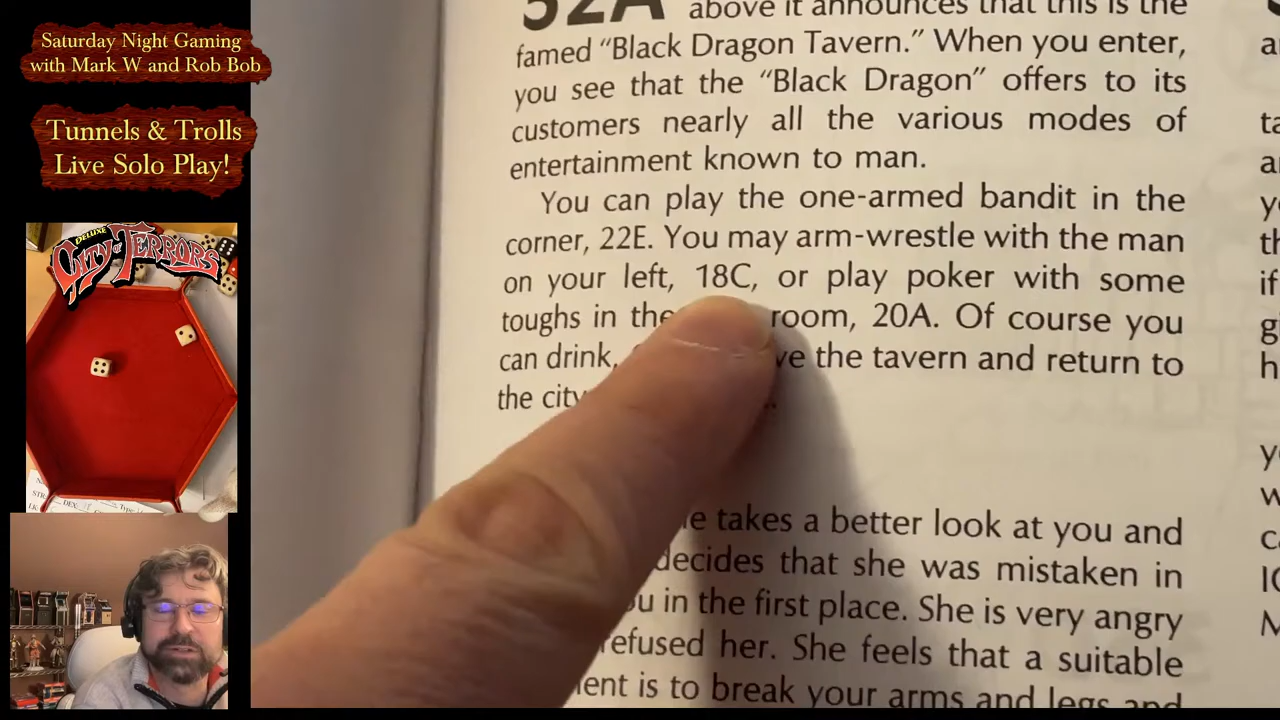 Saturday Night Gaming
with Mark W and Rob Bob
Tunnels & Trolls
Live Solo Play!
DELUXE
CITY OF TERRORS
STR
DEX
52A above it announces that this is the
famed “Black Dragon Tavern.” When you enter,
you see that the “Black Dragon” offers to its
customers nearly all the various modes of
entertainment known to man.
You can play the one-armed bandit in the
corner, 22E. You may arm-wrestle with the man
on your left, 18C, or play poker with some
toughs in the room, 20A. Of course you
can drink, the tavern and return to
the city
takes a better look at you and
decides that she was mistaken in
in the first place. She is very angry
refused her. She feels that a suitable
is to break your arms and legs and